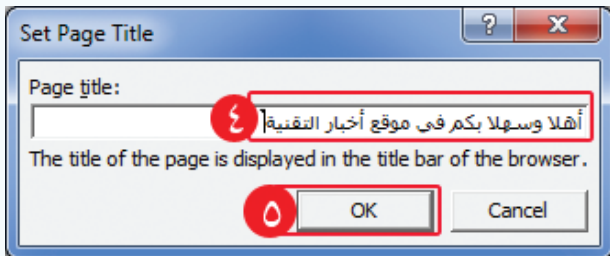 Set Page Title
Page title:
أهلا وسهلا بكم في موقع أخبار التقنية
٤
The title of the page is displayed in the title bar of the browser.
٥
OK
Cancel